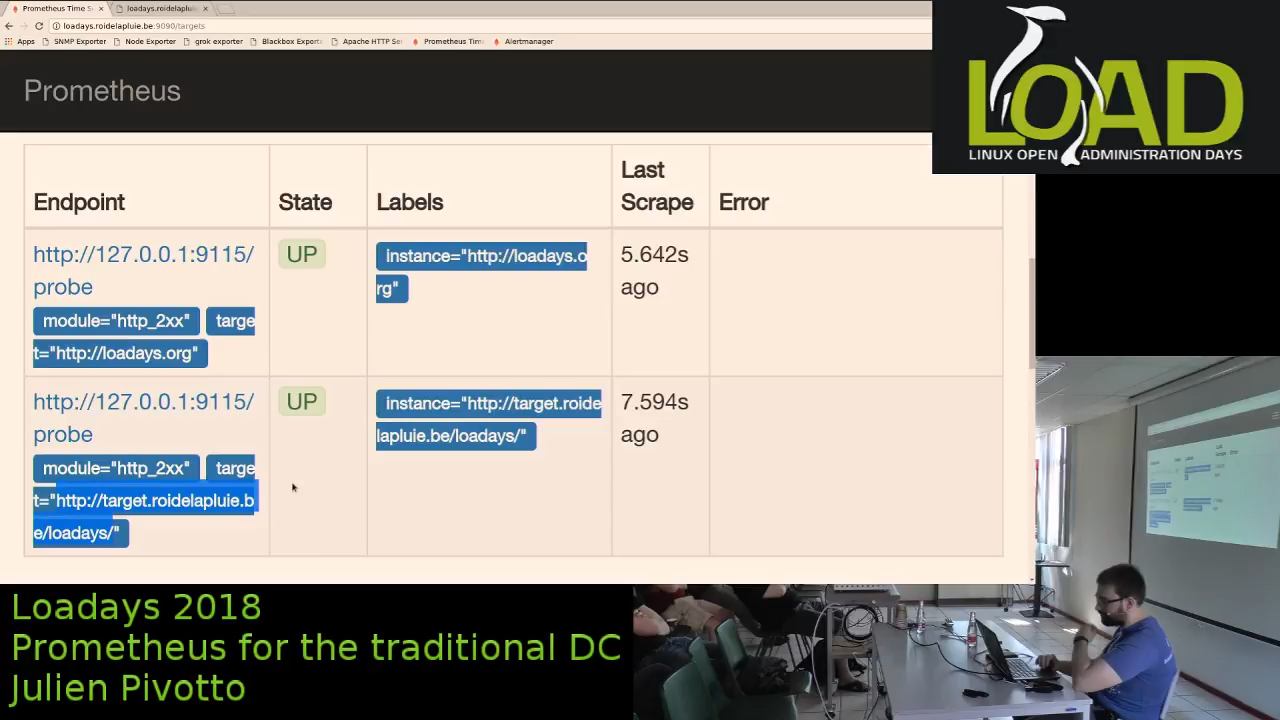 Prometheus Time S
loadays.roidelaplui
loadays.roidelapluie.be:9090/targets
Apps SNMP Exporter Node Exporter grok exporter Blackbox Export Apache HTTP Se Prometheus Tim Alertmanager
Prometheus
LOAD
LINUX OPEN ADMINISTRATION DAYS
Endpoint State Labels Last Scrape Error
http://127.0.0.1:9115/
probe
module="http_2xx" targe
t="http://loadays.org"
UP
instance="http://loadays.o
rg"
5.642s
ago
http://127.0.0.1:9115/
probe
module="http_2xx" targe
t="http://target.roidelapluie.b
e/loadays/"
UP
instance="http://target.roide
lapluie.be/loadays/"
7.594s
ago
Loadays 2018
Prometheus for the traditional DC
Julien Pivotto